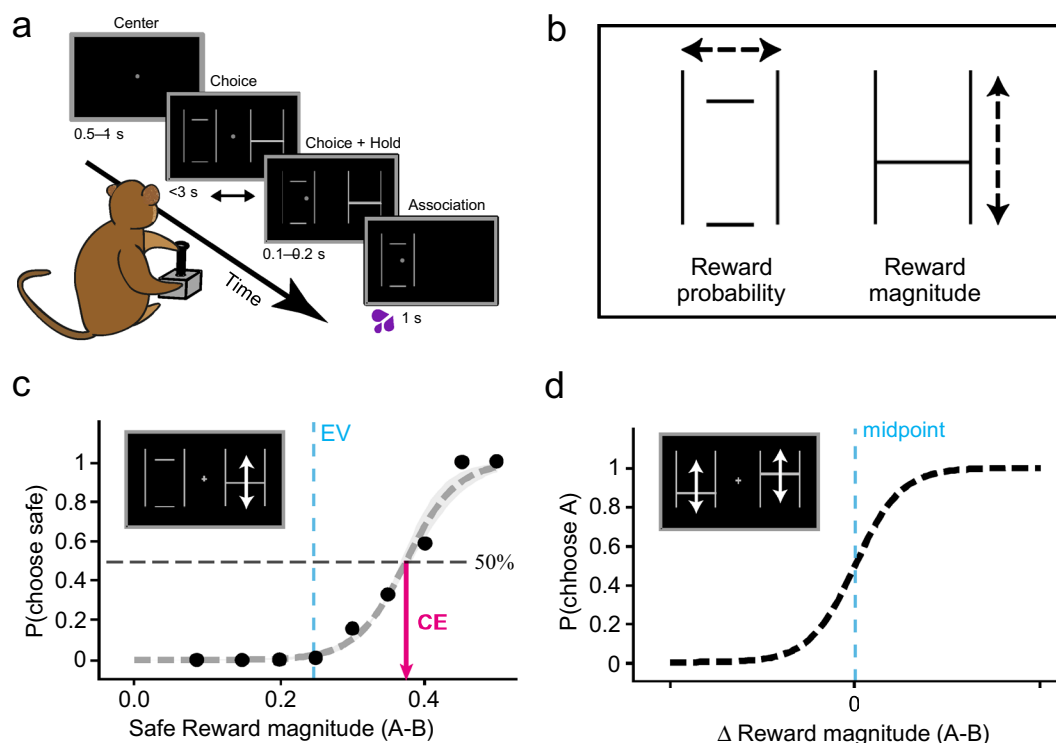 a
Center
0.5–1 s
Choice
<3 s
Choice + Hold
0.1–0.2 s
Association
1 s
Time
b
Reward
probability
Reward
magnitude
c
EV
1
0.8
0.6
0.4
0.2
0
P(choose safe)
50%
CE
0.0
0.2
0.4
Safe Reward magnitude (A-B)
d
midpoint
1
0.8
0.6
0.4
0.2
0
P(chhoose A)
0
Δ Reward magnitude (A-B)